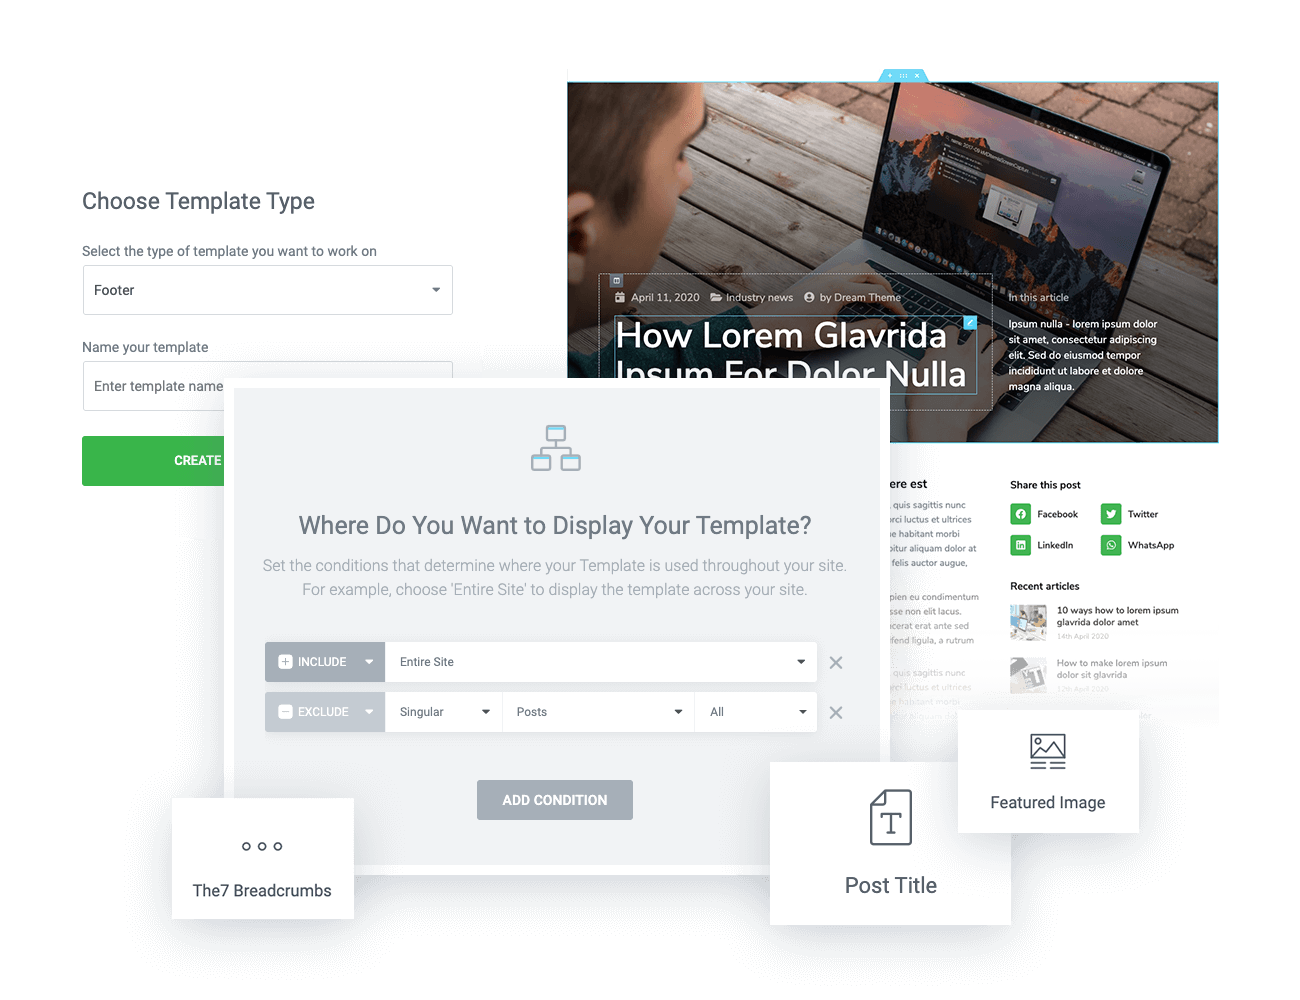 Choose Template Type
Select the type of template you want to work on
Footer
Name your template
Enter template name
CREATE
April 11, 2020 Industry news by Dream Theme
How Lorem Glavrida
Ipsum For Dolor Nulla
In this article
Ipsum nulla - lorem ipsum dolor
sit amet, consectetur adipiscing
elit. Sed do eiusmod tempor
incididunt ut labore et dolore
magna aliqua.
Where Do You Want to Display Your Template?
Set the conditions that determine where your Template is used throughout your site.
For example, choose 'Entire Site' to display the template across your site.
INCLUDE Entire Site
EXCLUDE Singular Posts All
ADD CONDITION
ere est
quis sagittis nunc
orci luctus et ultrices
ue habitant morbi
bitur aliquam dolor at
felis auctor augue,
pien eu condimentum
sse non elit lacus.
cerat erat ante sed
fend ligula, a rutrum
quis sagittis nunc
rci luctus et ultrices
habitant morbi
Share this post
Facebook Twitter
LinkedIn WhatsApp
Recent articles
10 ways how to lorem ipsum
glavrida dolor amet
16th April 2020
How to make lorem ipsum
dolor sit glavrida
12th April 2020
The7 Breadcrumbs
Post Title
Featured Image